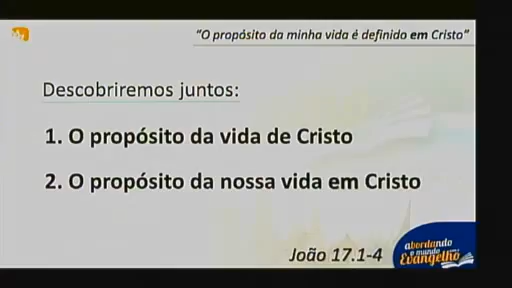 "O propósito da minha vida é definido em Cristo"
Descobriremos juntos:
1. O propósito da vida de Cristo
2. O propósito da nossa vida em Cristo
João 17.1-4
abordando
o mundo
Evangelho